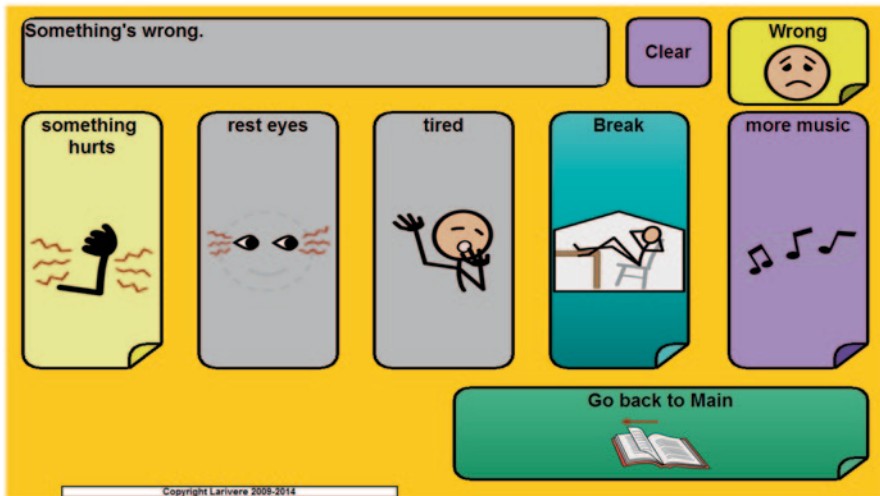 Something's wrong.
Clear
Wrong
something
hurts
rest eyes
tired
Break
more music
Go back to Main
Copyright Larivere 2009-2014